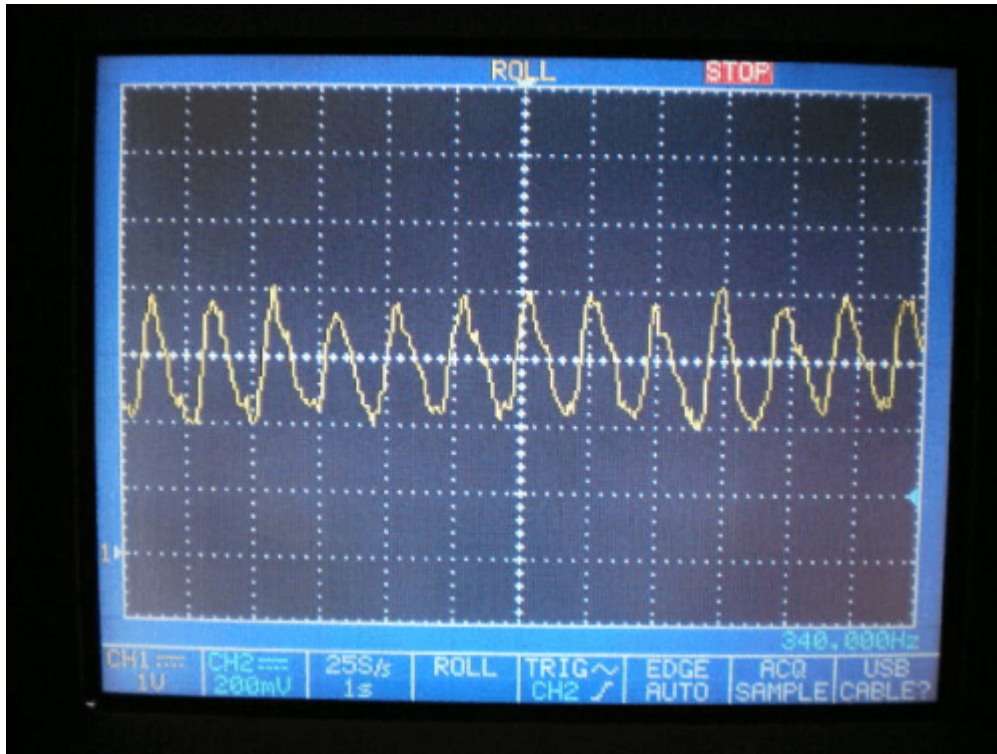 ROLL STOP
1
340.000Hz
CH1 CH2 25S/s ROLL TRIG EDGE ACQ USB
1V 200mV 1s CH2 AUTO SAMPLE CABLE?